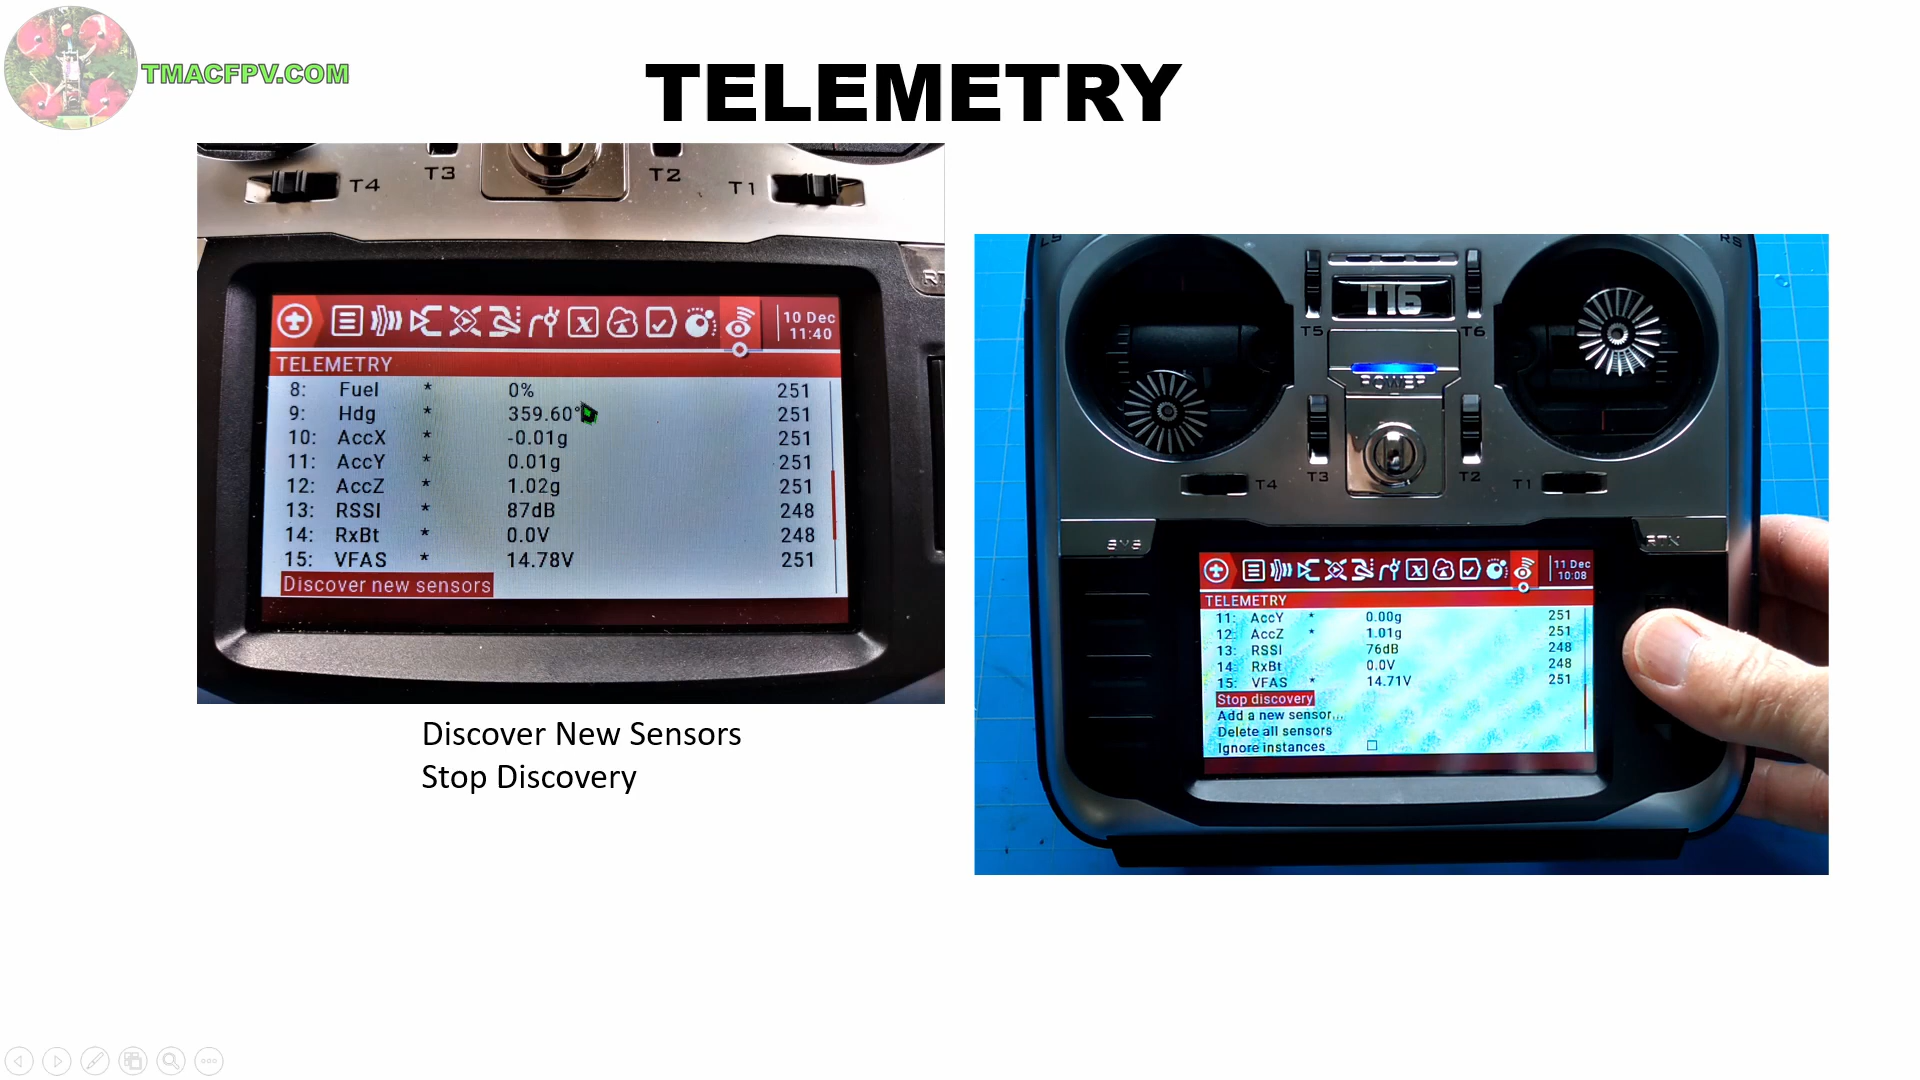 TMACFPV.COM
TELEMETRY
T4
T3
T2
T1
10 Dec
11:40
TELEMETRY
8: Fuel * 0% 251
9: Hdg * 359.60° 251
10: AccX * -0.01g 251
11: AccY * 0.01g 251
12: AccZ * 1.02g 251
13: RSSI * 87dB 248
14: RxBt * 0.0V 248
15: VFAS * 14.78V 251
Discover new sensors
Discover New Sensors
Stop Discovery
T16
T5
T6
POWER
T4
T3
T2
T1
SYS
RTN
11 Dec
10:08
TELEMETRY
11: AccY * 0.00g 251
12: AccZ * 1.01g 251
13: RSSI 76dB 248
14: RxBt 0.0V 248
15: VFAS * 14.71V 251
Stop discovery
Add a new sensor...
Delete all sensors
Ignore instances